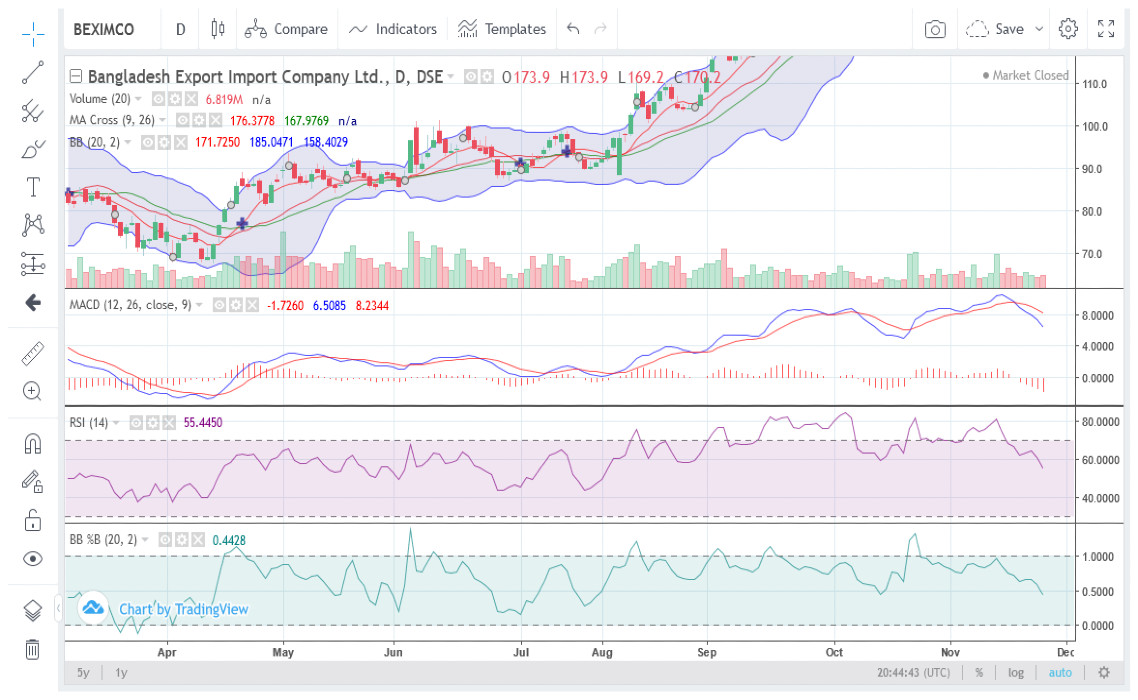 BEXIMCO D Compare Indicators Templates Save
Bangladesh Export Import Company Ltd., D, DSE O173.9 H173.9 L169.2 C170.2
Market Closed
Volume (20) 6.819M n/a
MA Cross (9, 26) 176.3778 167.9769 n/a
BB (20, 2) 171.7250 185.0471 158.4029
110.0
100.0
90.0
80.0
70.0
MACD (12, 26, close, 9) -1.7260 6.5085 8.2344
8.0000
4.0000
0.0000
RSI (14) 55.4450
80.0000
60.0000
40.0000
BB %B (20, 2) 0.4428
1.0000
0.5000
0.0000
Chart by TradingView
Apr May Jun Jul Aug Sep Oct Nov Dec
5y 1y 20:44:43 (UTC) % log auto